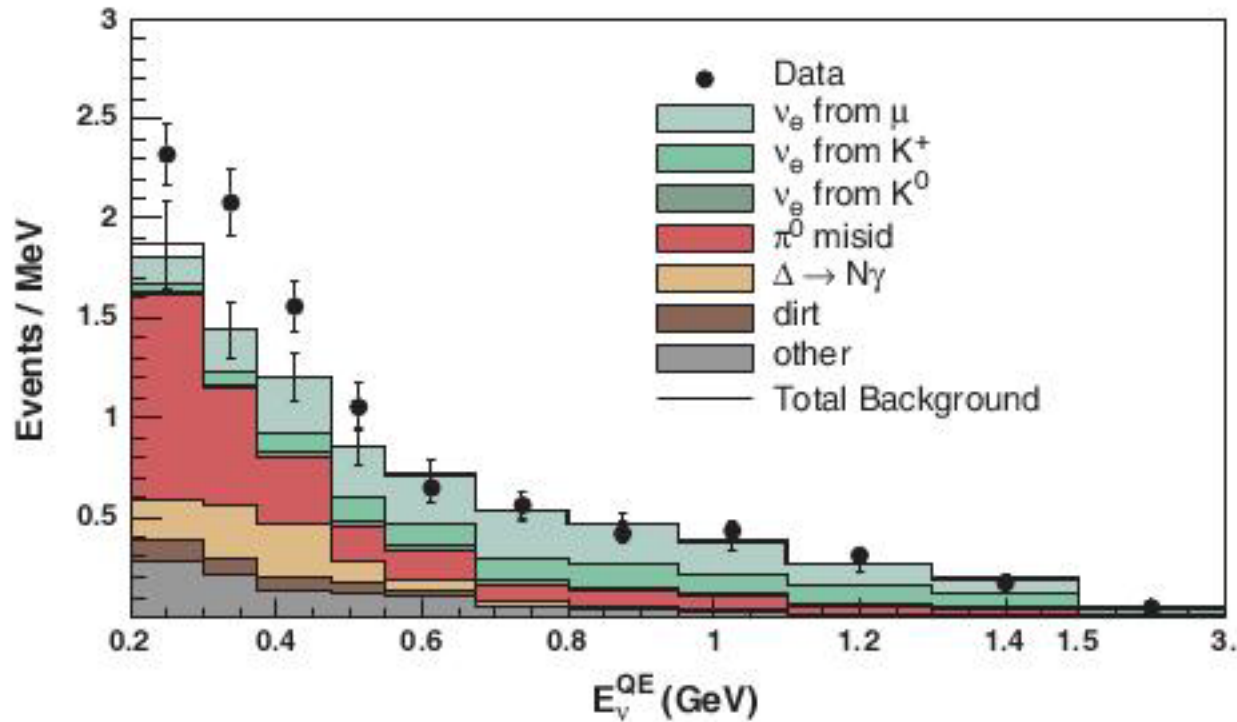 3
2.5
2
1.5
1
0.5
Events / MeV
Data
νe from μ
νe from K+
νe from K0
π0 misid
Δ → Nγ
dirt
other
Total Background
0.2 0.4 0.6 0.8 1 1.2 1.4 1.5 3.
EνQE (GeV)